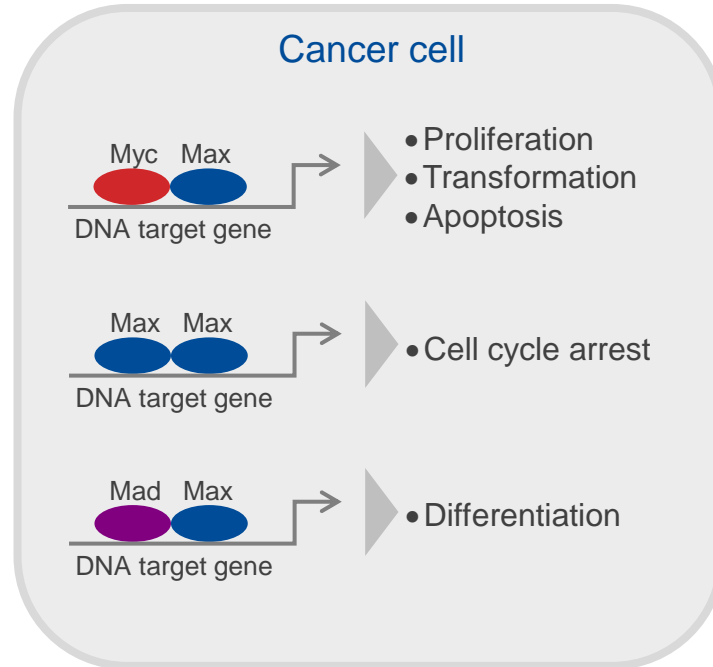 Cancer cell
Myc Max
DNA target gene
• Proliferation
• Transformation
• Apoptosis
Max Max
DNA target gene
• Cell cycle arrest
Mad Max
DNA target gene
• Differentiation